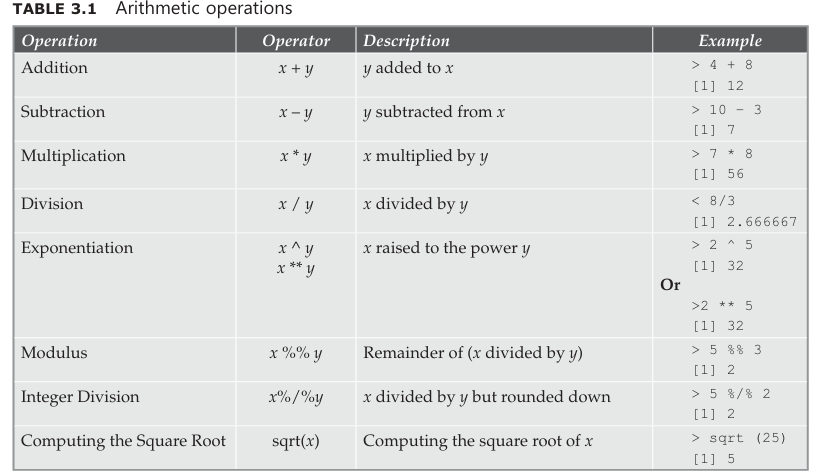 TABLE 3.1 Arithmetic operations
Operation Operator Description Example
Addition x + y y added to x > 4 + 8
[1] 12
Subtraction x – y y subtracted from x > 10 – 3
[1] 7
Multiplication x * y x multiplied by y > 7 * 8
[1] 56
Division x / y x divided by y < 8/3
[1] 2.666667
Exponentiation x ^ y x raised to the power y > 2 ^ 5
x ** y [1] 32
Or
>2 ** 5
[1] 32
Modulus x %% y Remainder of (x divided by y) > 5 %% 3
[1] 2
Integer Division x%/%y x divided by y but rounded down > 5 %/% 2
[1] 2
Computing the Square Root sqrt(x) Computing the square root of x > sqrt (25)
[1] 5